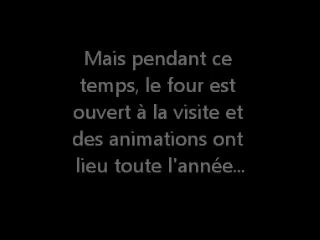 Mais pendant ce
temps, le four est
ouvert à la visite et
des animations ont
lieu toute l'année...